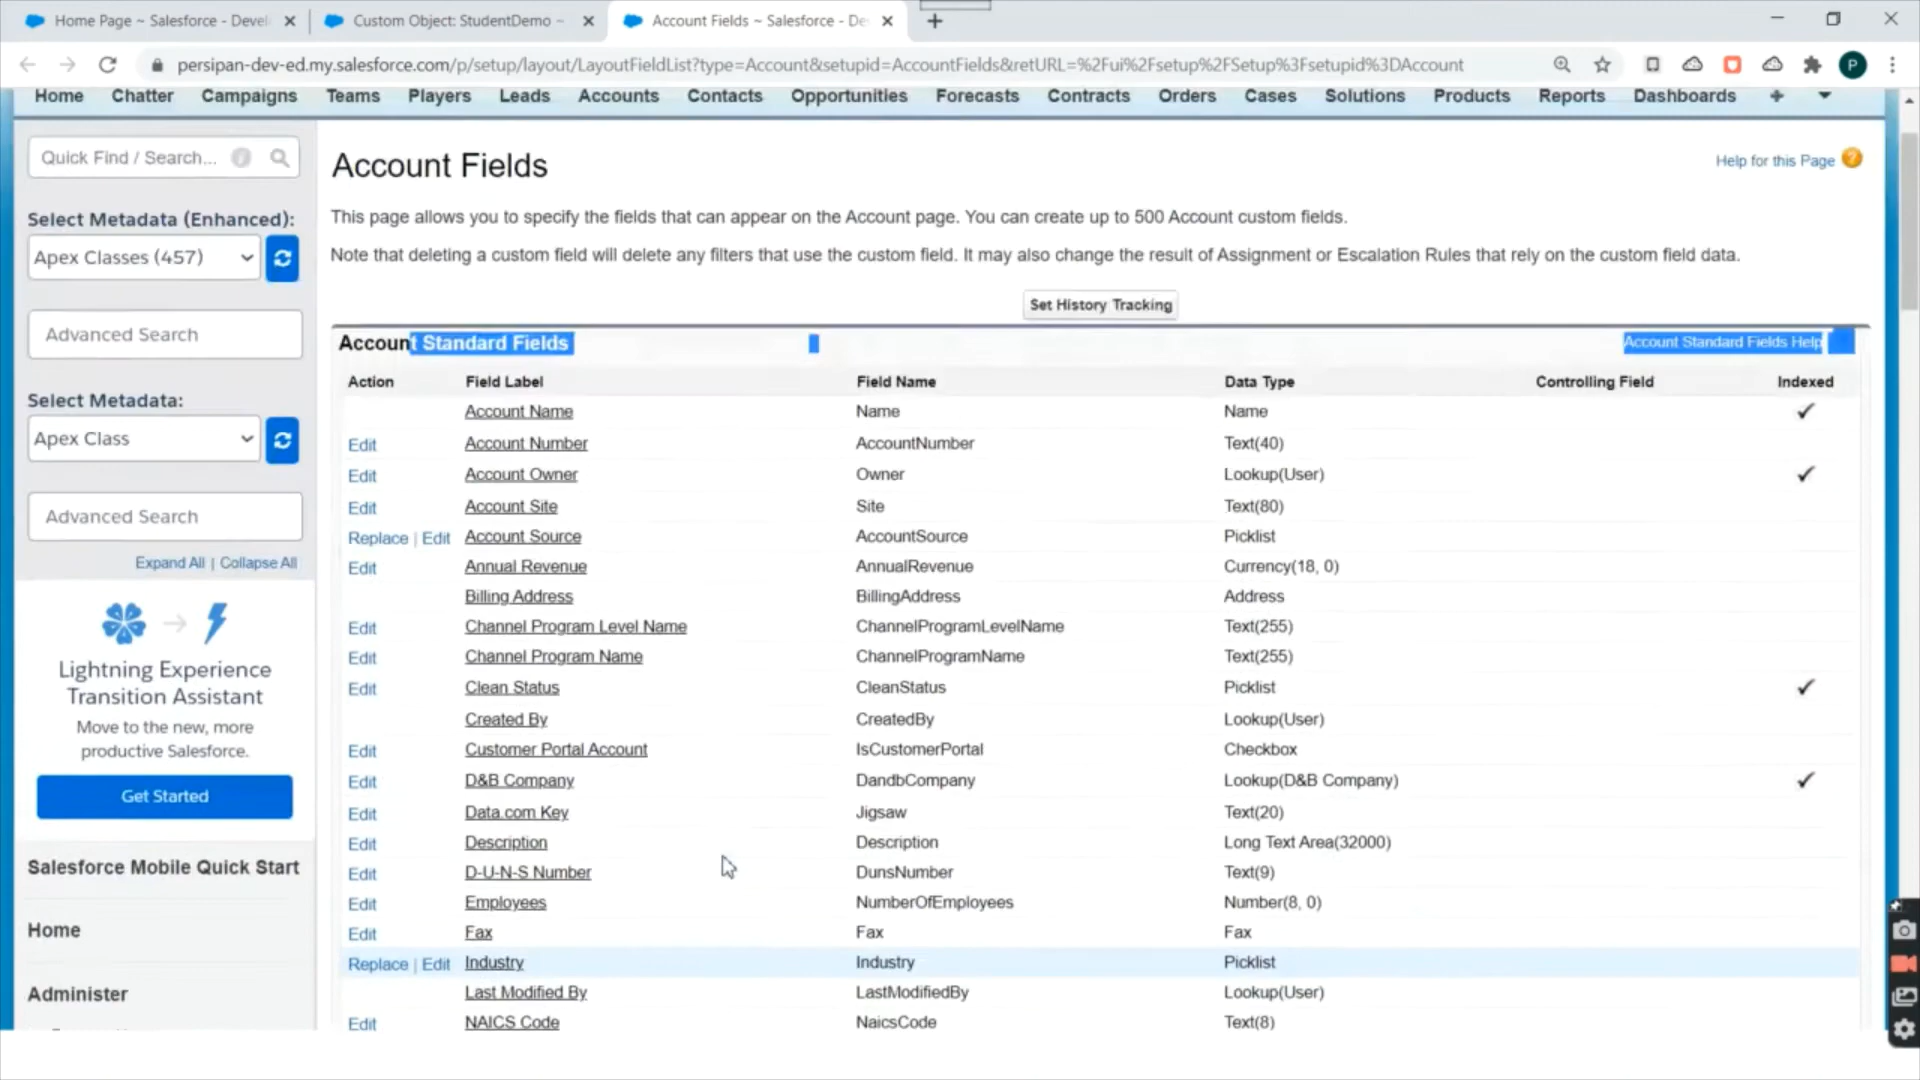 Home Page ~ Salesforce - Devel
Custom Object: StudentDemo ~
Account Fields ~ Salesforce - De
persipan-dev-ed.my.salesforce.com/p/setup/layout/LayoutFieldList?type=Account&setupid=AccountFields&retURL=%2Fui%2Fsetup%2FSetup%3Fsetupid%3DAccount
P
Home Chatter Campaigns Teams Players Leads Accounts Contacts Opportunities Forecasts Contracts Orders Cases Solutions Products Reports Dashboards +
Quick Find / Search...
Select Metadata (Enhanced):
Apex Classes (457)
Advanced Search
Select Metadata:
Apex Class
Advanced Search
Expand All | Collapse All
Lightning Experience
Transition Assistant
Move to the new, more
productive Salesforce.
Get Started
Salesforce Mobile Quick Start
Home
Administer
Account Fields
Help for this Page ?
This page allows you to specify the fields that can appear on the Account page. You can create up to 500 Account custom fields.
Note that deleting a custom field will delete any filters that use the custom field. It may also change the result of Assignment or Escalation Rules that rely on the custom field data.
Set History Tracking
Account Standard Fields Account Standard Fields Help
Action Field Label Field Name Data Type Controlling Field Indexed
Account Name Name Name ✓
Edit Account Number AccountNumber Text(40)
Edit Account Owner Owner Lookup(User) ✓
Edit Account Site Site Text(80)
Replace | Edit Account Source AccountSource Picklist
Edit Annual Revenue AnnualRevenue Currency(18, 0)
Billing Address BillingAddress Address
Edit Channel Program Level Name ChannelProgramLevelName Text(255)
Edit Channel Program Name ChannelProgramName Text(255)
Edit Clean Status CleanStatus Picklist ✓
Created By CreatedBy Lookup(User)
Edit Customer Portal Account IsCustomerPortal Checkbox
Edit D&B Company DandbCompany Lookup(D&B Company) ✓
Edit Data.com Key Jigsaw Text(20)
Edit Description Description Long Text Area(32000)
Edit D-U-N-S Number DunsNumber Text(9)
Edit Employees NumberOfEmployees Number(8, 0)
Edit Fax Fax Fax
Replace | Edit Industry Industry Picklist
Last Modified By LastModifiedBy Lookup(User)
Edit NAICS Code NaicsCode Text(8)